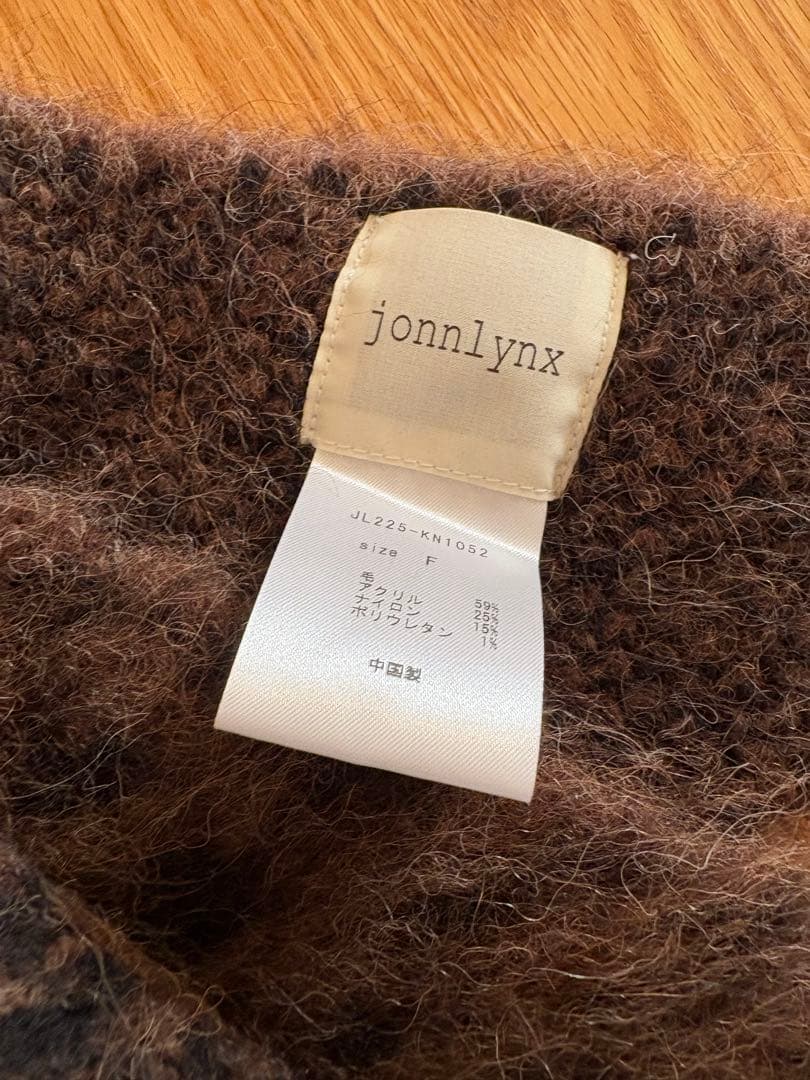 jonnlynx
JL225-KN1052
size F
毛 59%
アクリル 25%
ナイロン 15%
ポリウレタン 1%
中国製